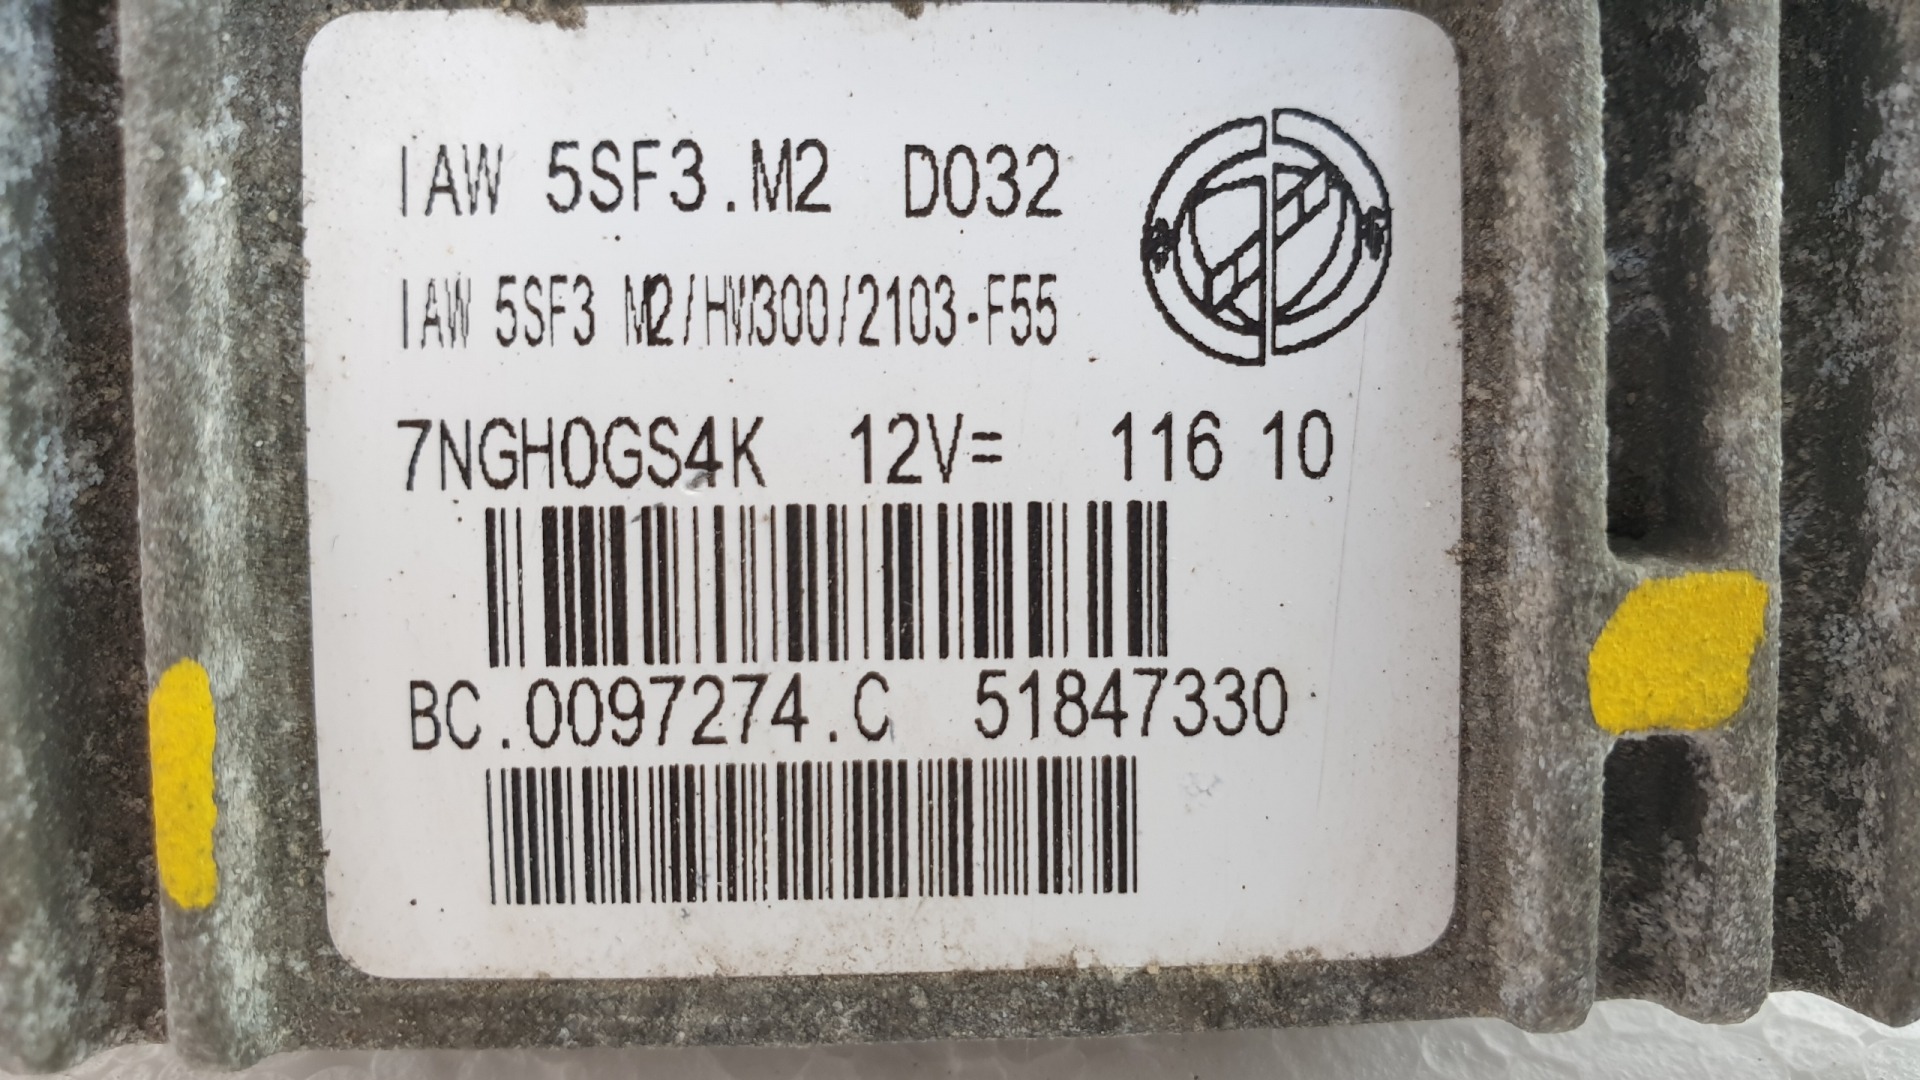 IAW 5SF3.M2 D032
IAW 5SF3 M2/HW300/2103-F55
7NGH0GS4K 12V= 116 10
BC.0097274.C 51847330